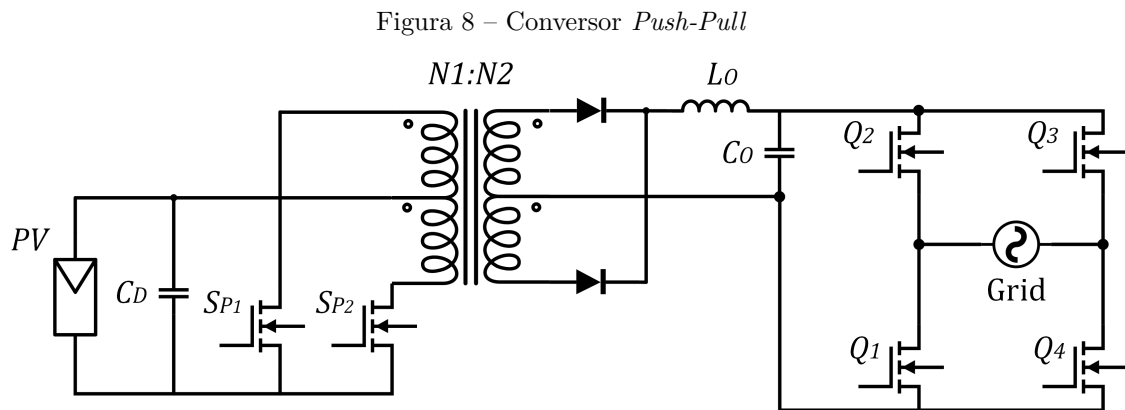 Figura 8 – Conversor Push-Pull
N1:N2
LO
Q2
Q3
CO
PV
CD
SP1
SP2
Grid
Q1
Q4